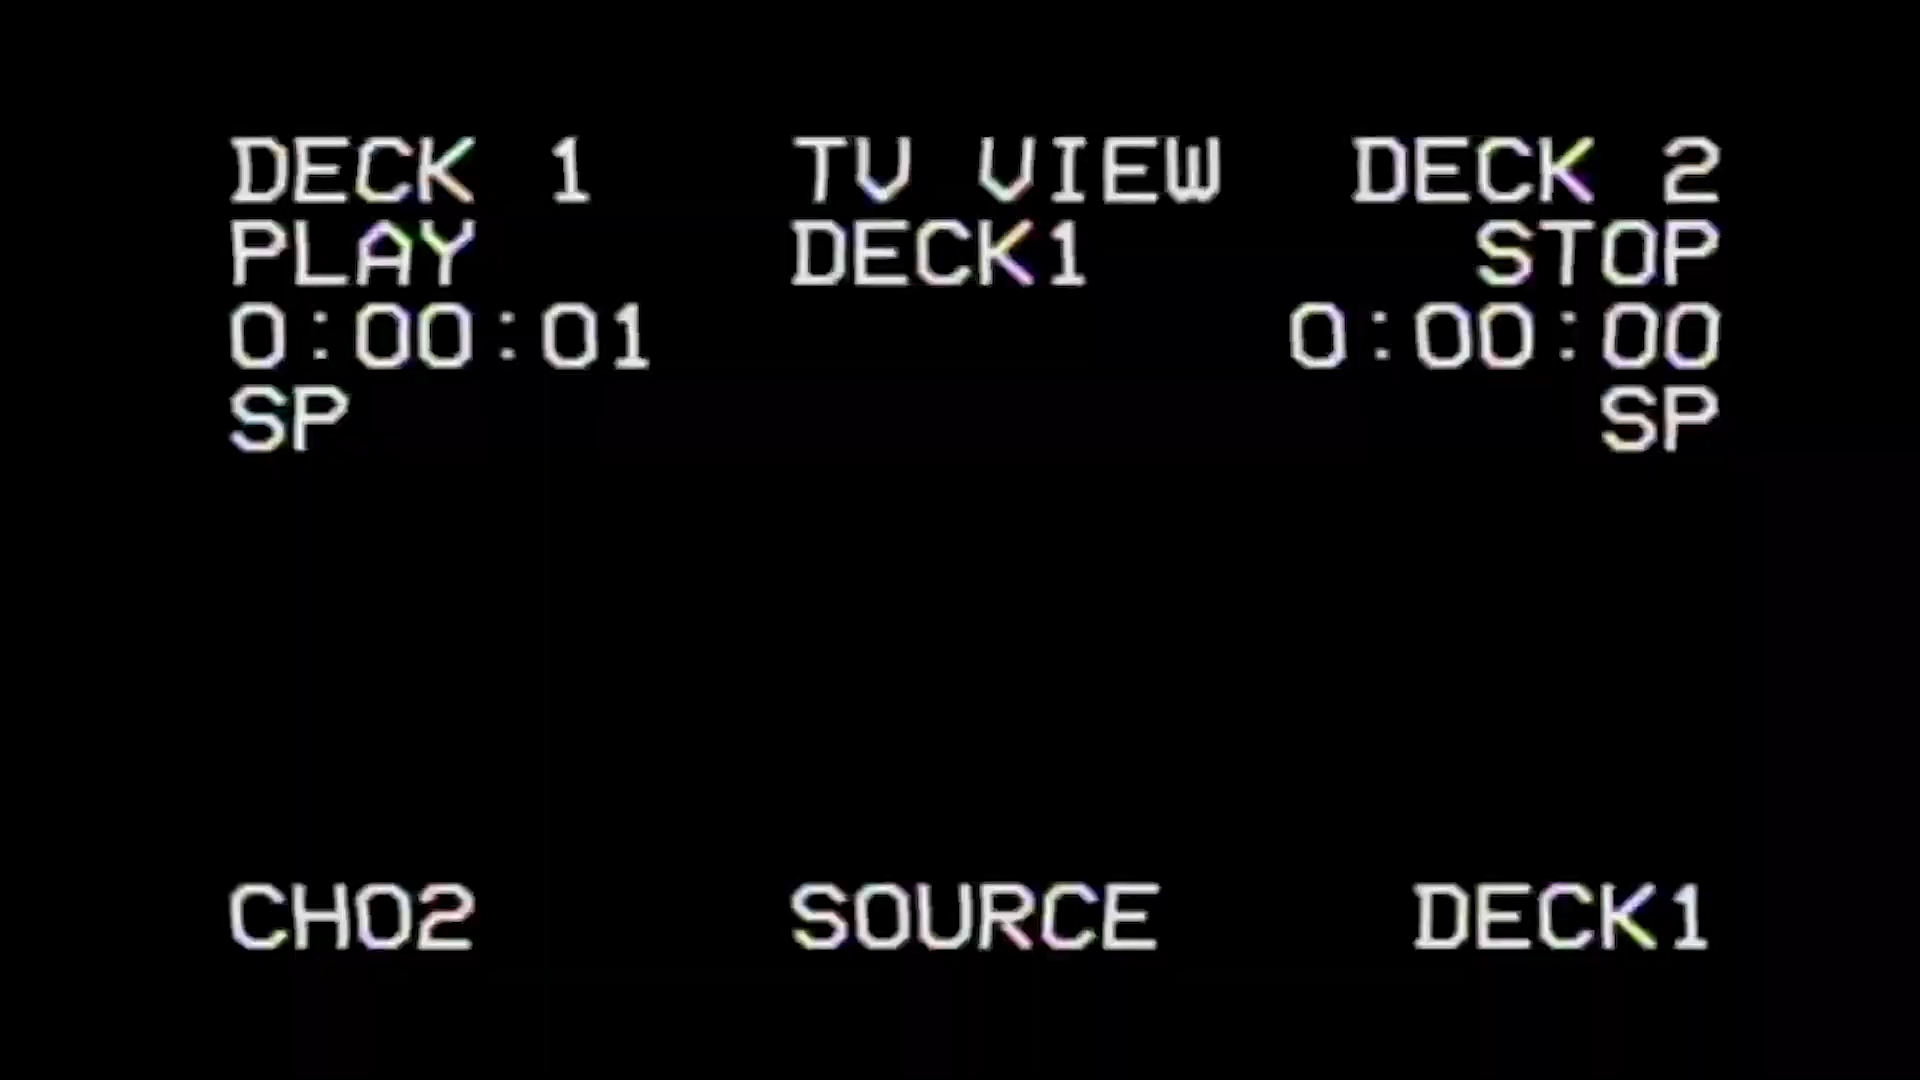 DECK 1 TV VIEW DECK 2
PLAY DECK1 STOP
0:00:01 0:00:00
SP SP
CH02 SOURCE DECK1